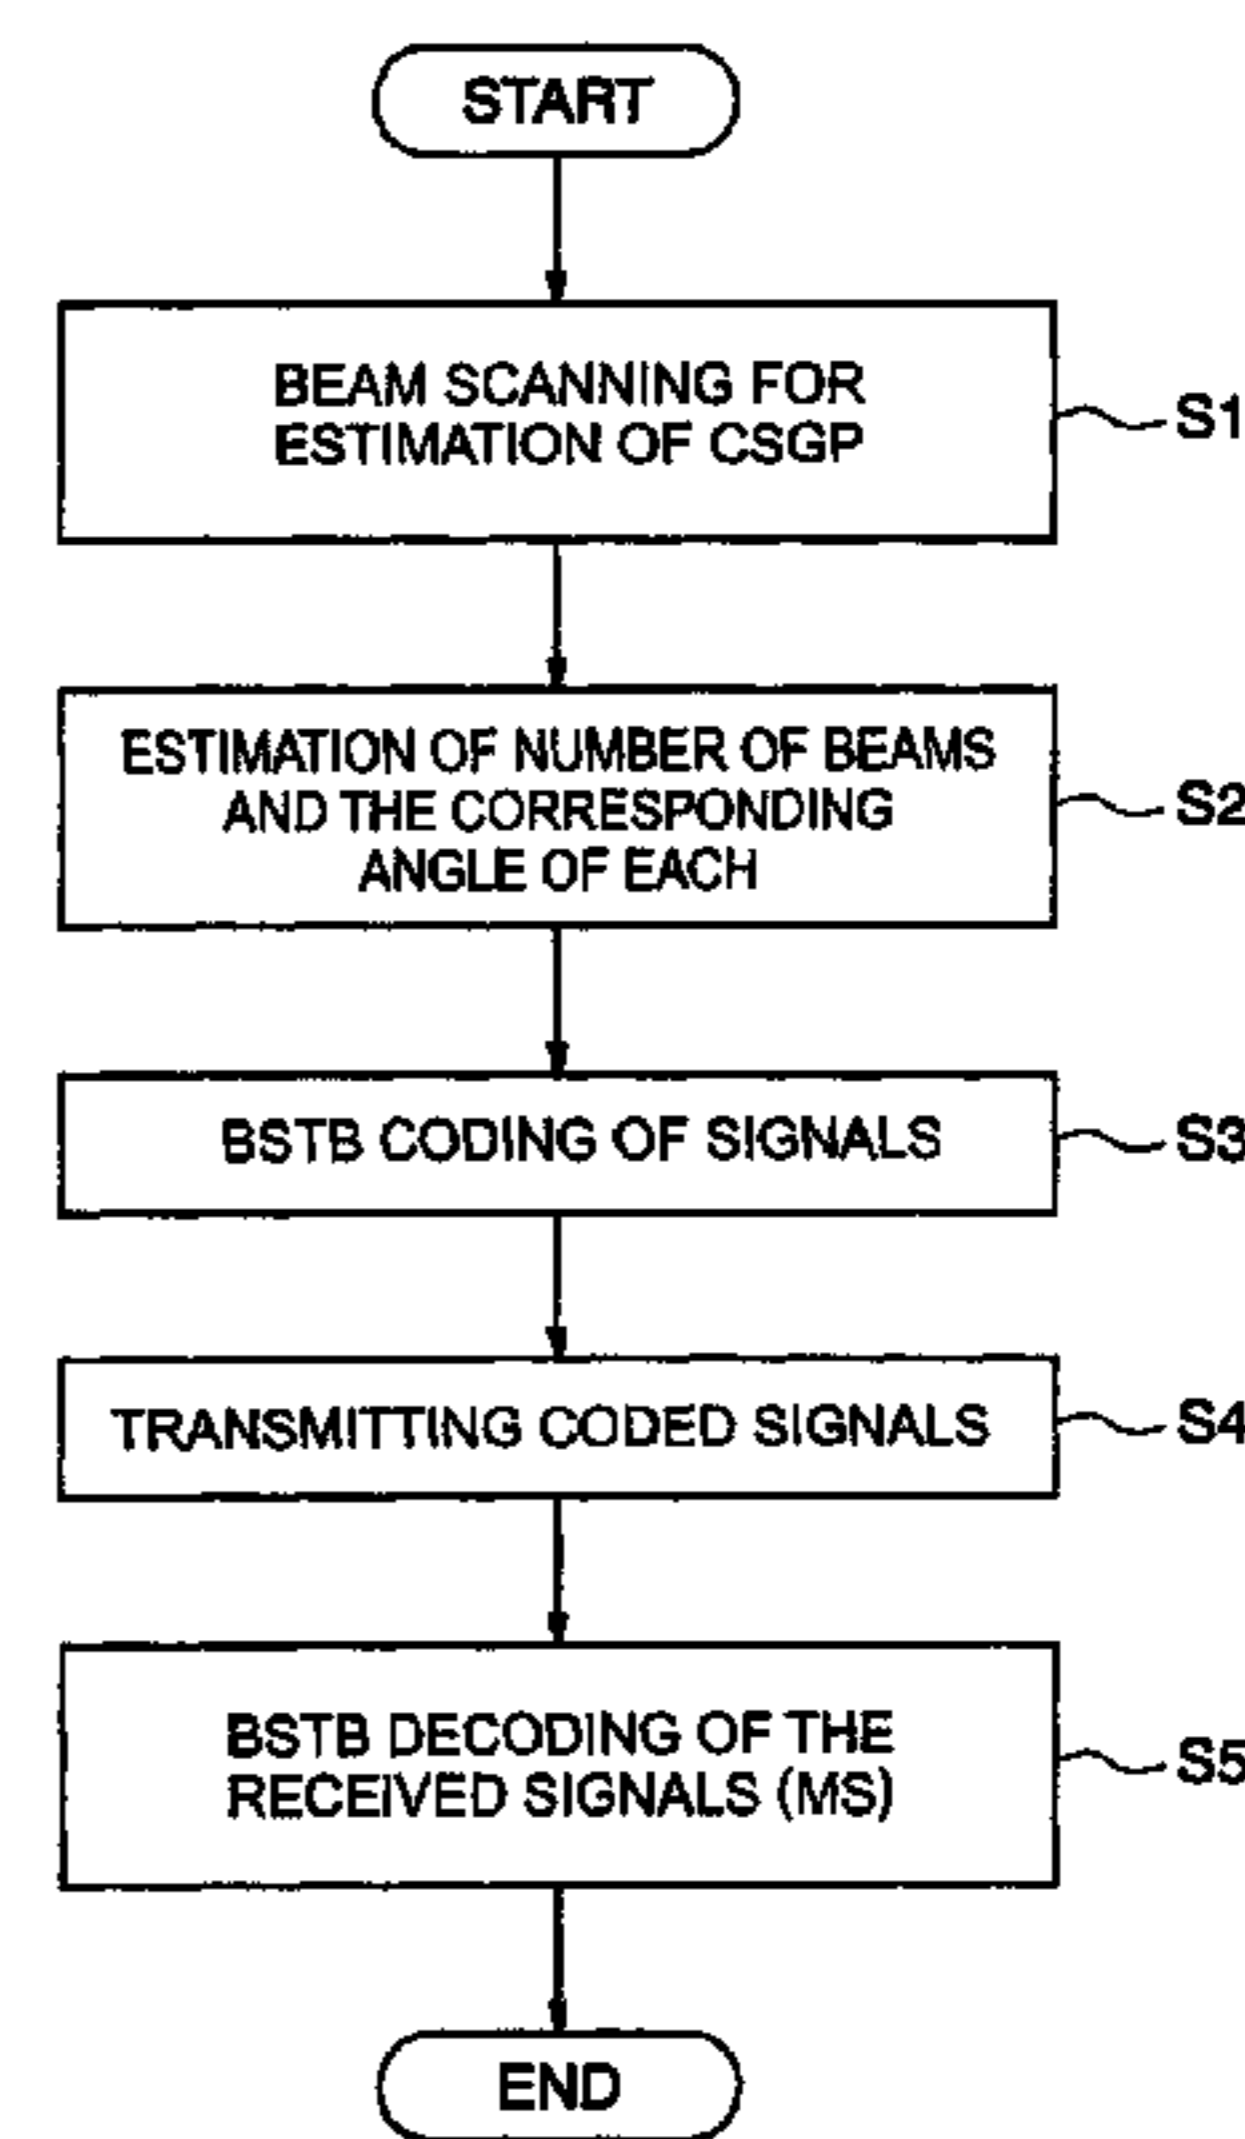 START
BEAM SCANNING FOR
ESTIMATION OF CSGP
S1
ESTIMATION OF NUMBER OF BEAMS
AND THE CORRESPONDING
ANGLE OF EACH
S2
BSTB CODING OF SIGNALS
S3
TRANSMITTING CODED SIGNALS
S4
BSTB DECODING OF THE
RECEIVED SIGNALS (MS)
S5
END